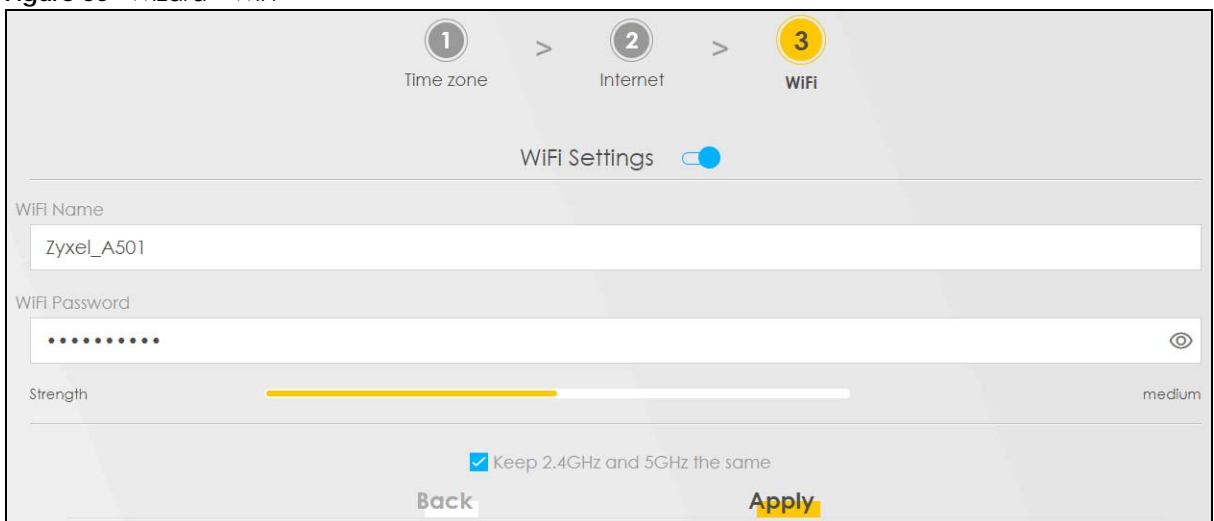 1 > 2 > 3
Time zone Internet WiFi
WiFi Settings
WiFi Name
Zyxel_A501
WiFi Password
••••••••••
Strength medium
Keep 2.4GHz and 5GHz the same
Back Apply